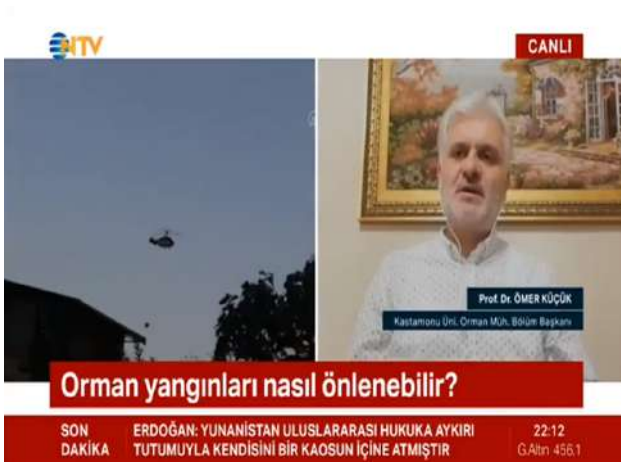 NTV
CANLI
Prof. Dr. ÖMER KÜÇÜK
Kastamonu Üni. Orman Müh. Bölüm Başkanı
Orman yangınları nasıl önlenebilir?
SON DAKİKA
ERDOĞAN: YUNANİSTAN ULUSLARARASI HUKUKA AYKIRI
TUTUMUYLA KENDİSİNİ BİR KAOSUN İÇİNE ATMIŞTIR
22:12
G.Altın 456,1